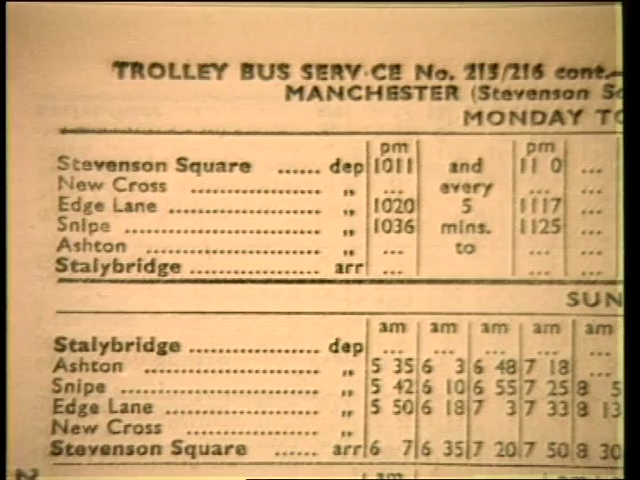 TROLLEY BUS SERVICE No. 215/216 cont.
MANCHESTER (Stevenson S
MONDAY TO
pm pm
Stevenson Square ...... dep 1011 and 11 0 ...
New Cross .................... „ ... every ... ...
Edge Lane .................... „ 1020 5 1117 ...
Snipe .................... „ 1036 mins. 1125 ...
Ashton .................... „ ... to ... ...
Stalybridge .................... arr ... ... ...
SUN
am am am am am
Stalybridge .................... dep ... ... ... ... ...
Ashton .................... „ 5 35 6 3 6 48 7 18 ...
Snipe .................... „ 5 42 6 10 6 55 7 25 8 5
Edge Lane .................... „ 5 50 6 18 7 3 7 33 8 13
New Cross .................... „
Stevenson Square ...... arr 6 7 6 35 7 20 7 50 8 30
2